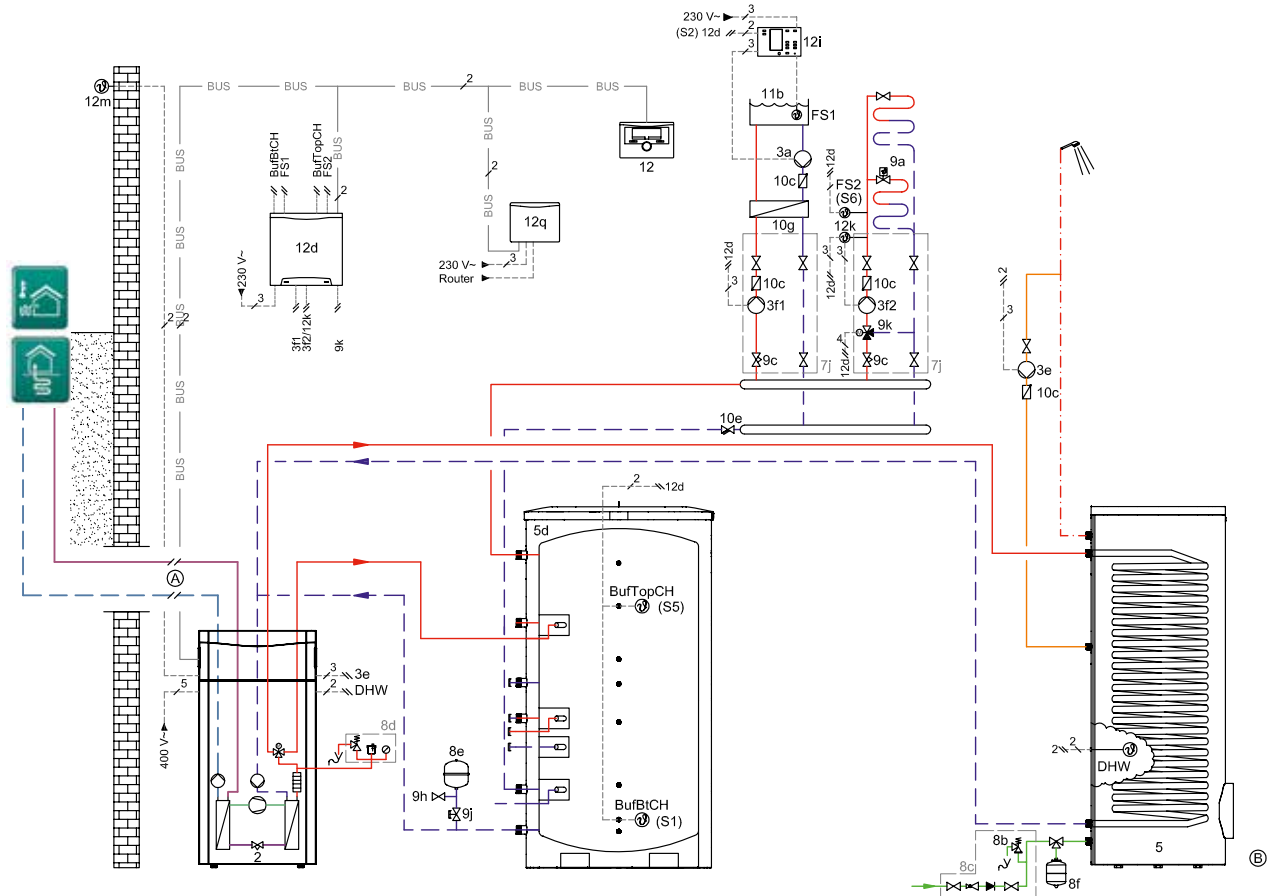 230 V~
3
(S2) 12d
2
3
12i
12m
BUS
BUS
2
BUS
BUS
BUS
11b
FS1
12
BufBtCH
FS1
BufTopCH
FS2
BUS
2
2
BUS
BUS
3a
10c
12d
FS2
(S6)
9a
12d
12q
10g
12k
230 V~
3
Router
BUS
230 V~
3
3f1
3f2/12k
9k
2
2
2
BUS
12d
3
10c
3f1
9c
7j
12d
3
3
12d
10c
3f2
9k
4
12d
9c
7j
2
3
3e
10c
BUS
10e
BUS
2
12d
5d
A
BufTopCH
(S5)
3
3e
2
DHW
5
400 V~
8d
8e
9h
9j
BufBtCH
(S1)
2
2
2
DHW
8b
8c
8f
5
B